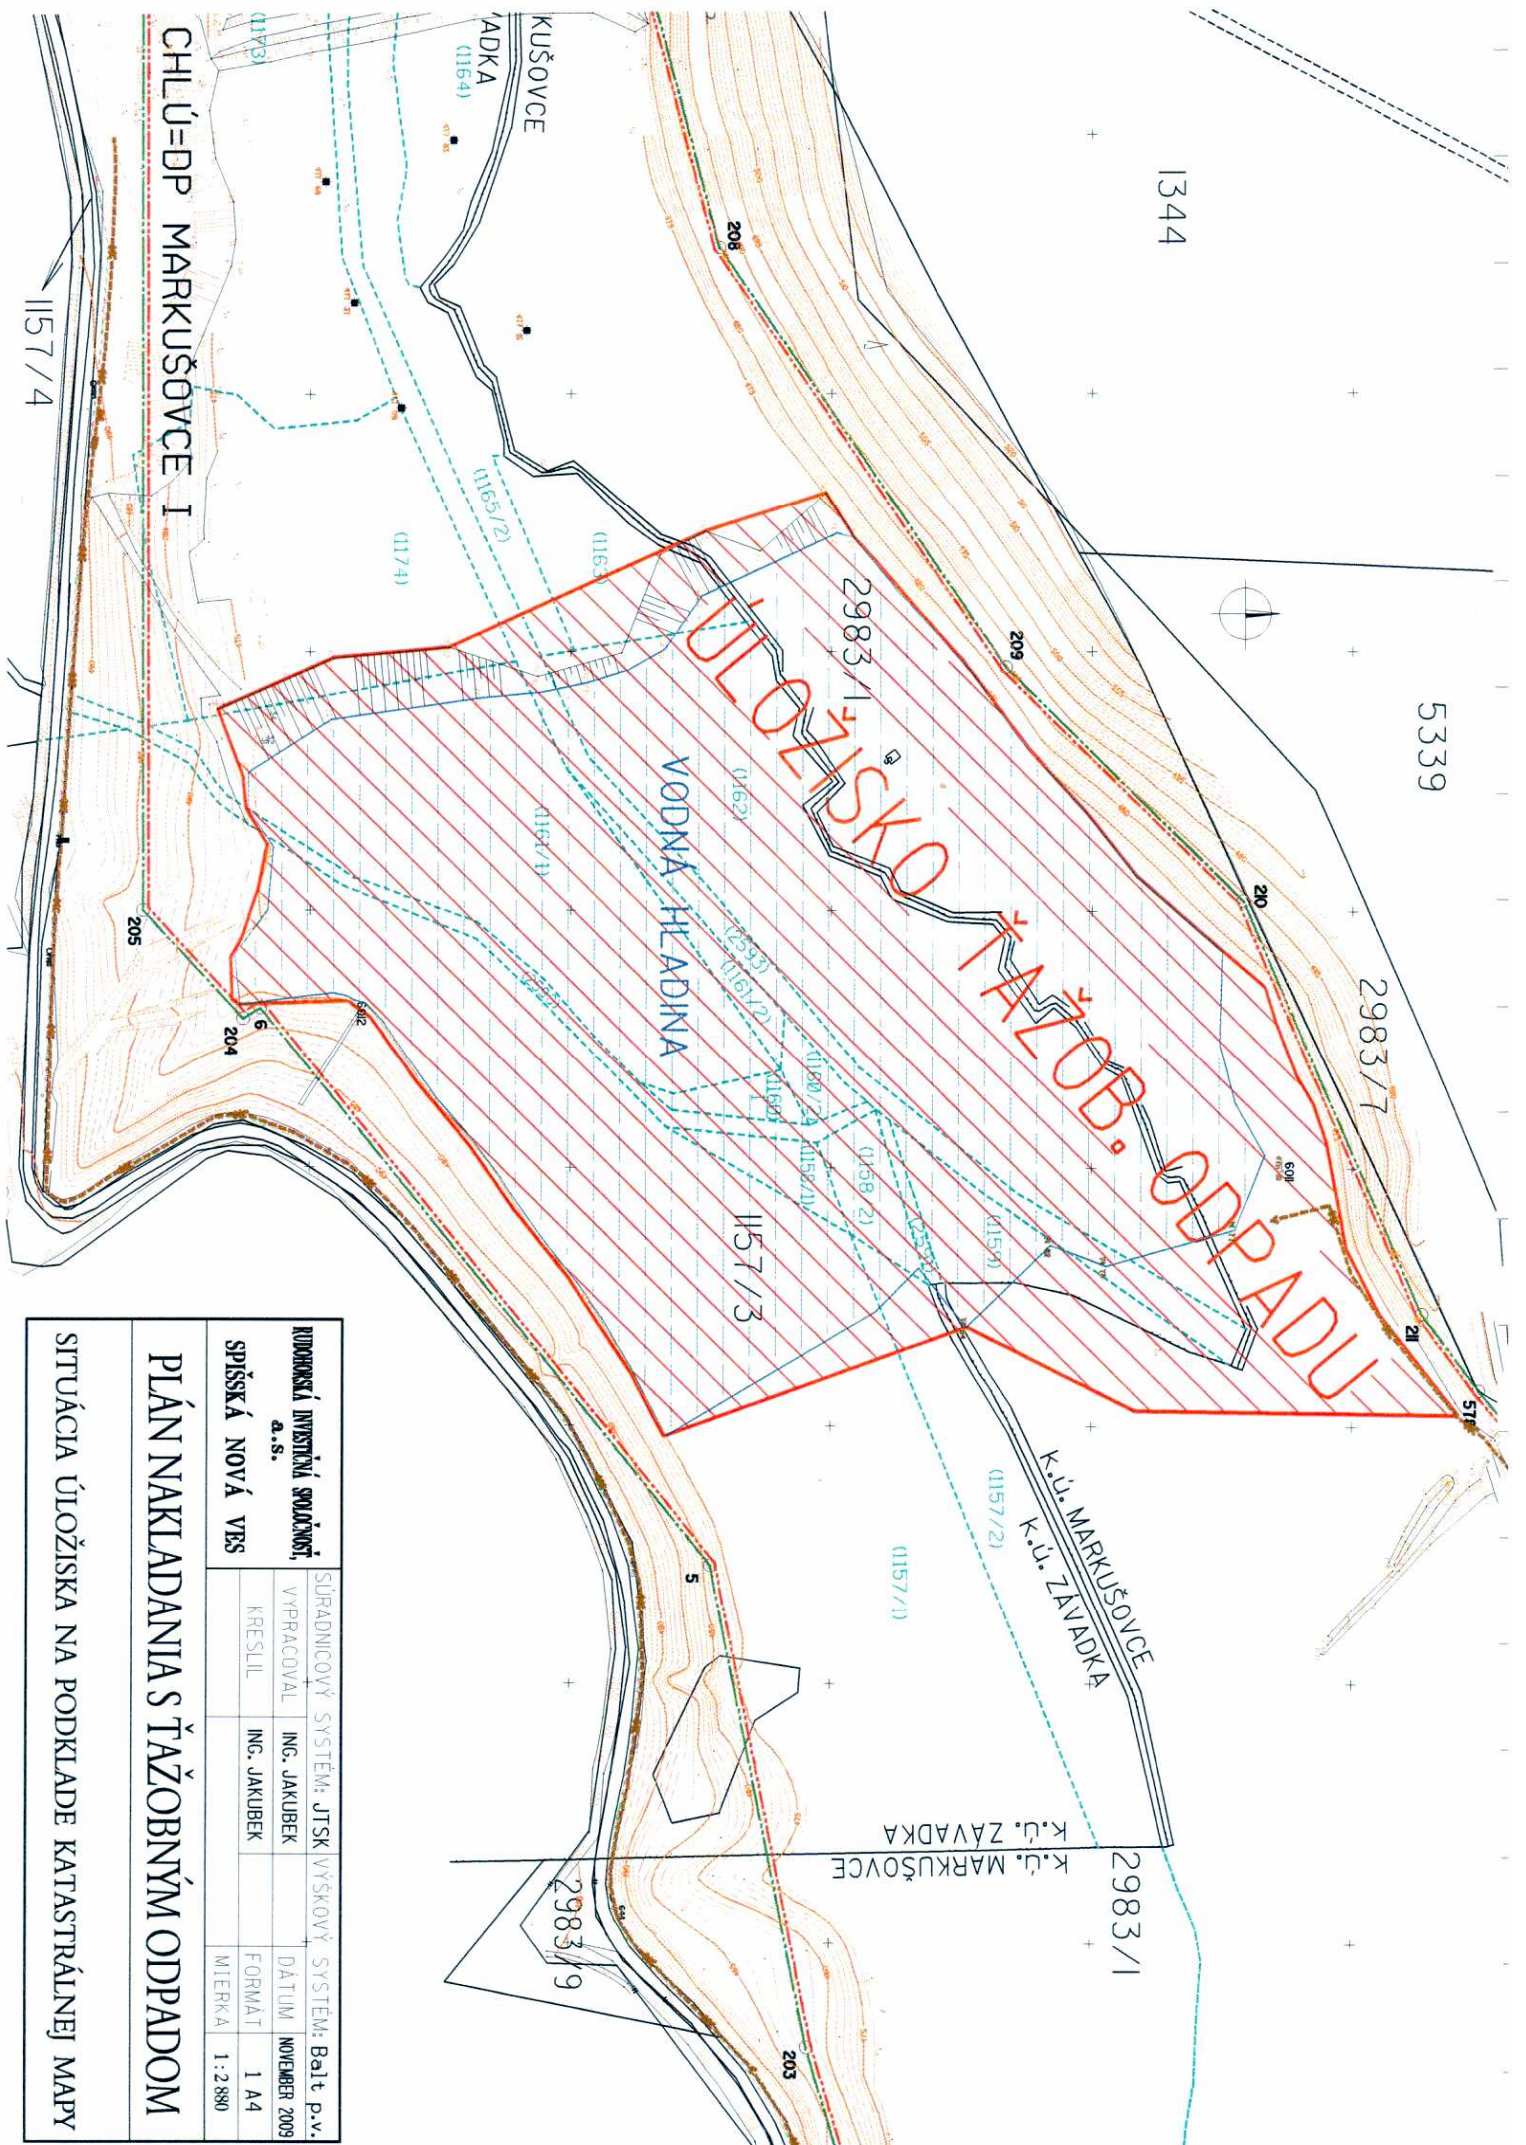 KUŠOVCE
ADKA
(1173)
(1164)
CHLÚ=DP MARKUŠOVCE I
1157/4
1344
5339
2983/7
208
209
210
211
578
(1165/2)
(1163)
(1174)
2983/1
ÚLOŽISKO ŤAŽOB. ODPADU
VODNÁ HLADINA
(1162)
(1161/1)
(2593)
(1161/2)
(1160/2)
(1158/1)
(1158/2)
(1159)
1157/3
6011
6012
205
204
6
5
203
K.Ú. MARKUŠOVCE
K.Ú. ZÁVADKA
(1157/2)
(1157/1)
K.Ú. ZÁVADKA
K.Ú. MARKUŠOVCE
2983/1
2983/9
RUDOHORSKÁ INVESTIČNÁ SPOLOČNOSŤ,
a.s.
SPIŠSKÁ NOVÁ VES
SÚRADNICOVÝ SYSTÉM: JTSK VÝŠKOVÝ SYSTÉM: Balt p.v.
VYPRACOVAL ING. JAKUBEK DÁTUM NOVEMBER 2009
KRESLIL ING. JAKUBEK FORMÁT 1 A4
MIERKA 1:2880
PLÁN NAKLADANIA S ŤAŽOBNÝM ODPADOM
SITUÁCIA ÚLOŽISKA NA PODKLADE KATASTRÁLNEJ MAPY